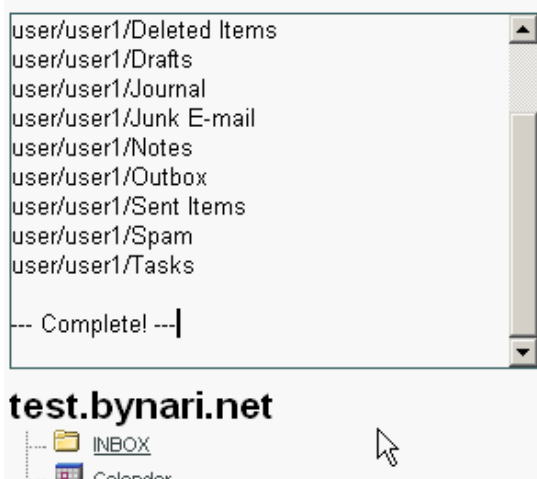 user/user1/Deleted Items
user/user1/Drafts
user/user1/Journal
user/user1/Junk E-mail
user/user1/Notes
user/user1/Outbox
user/user1/Sent Items
user/user1/Spam
user/user1/Tasks
--- Complete! ---
test.bynari.net
INBOX
Calendar